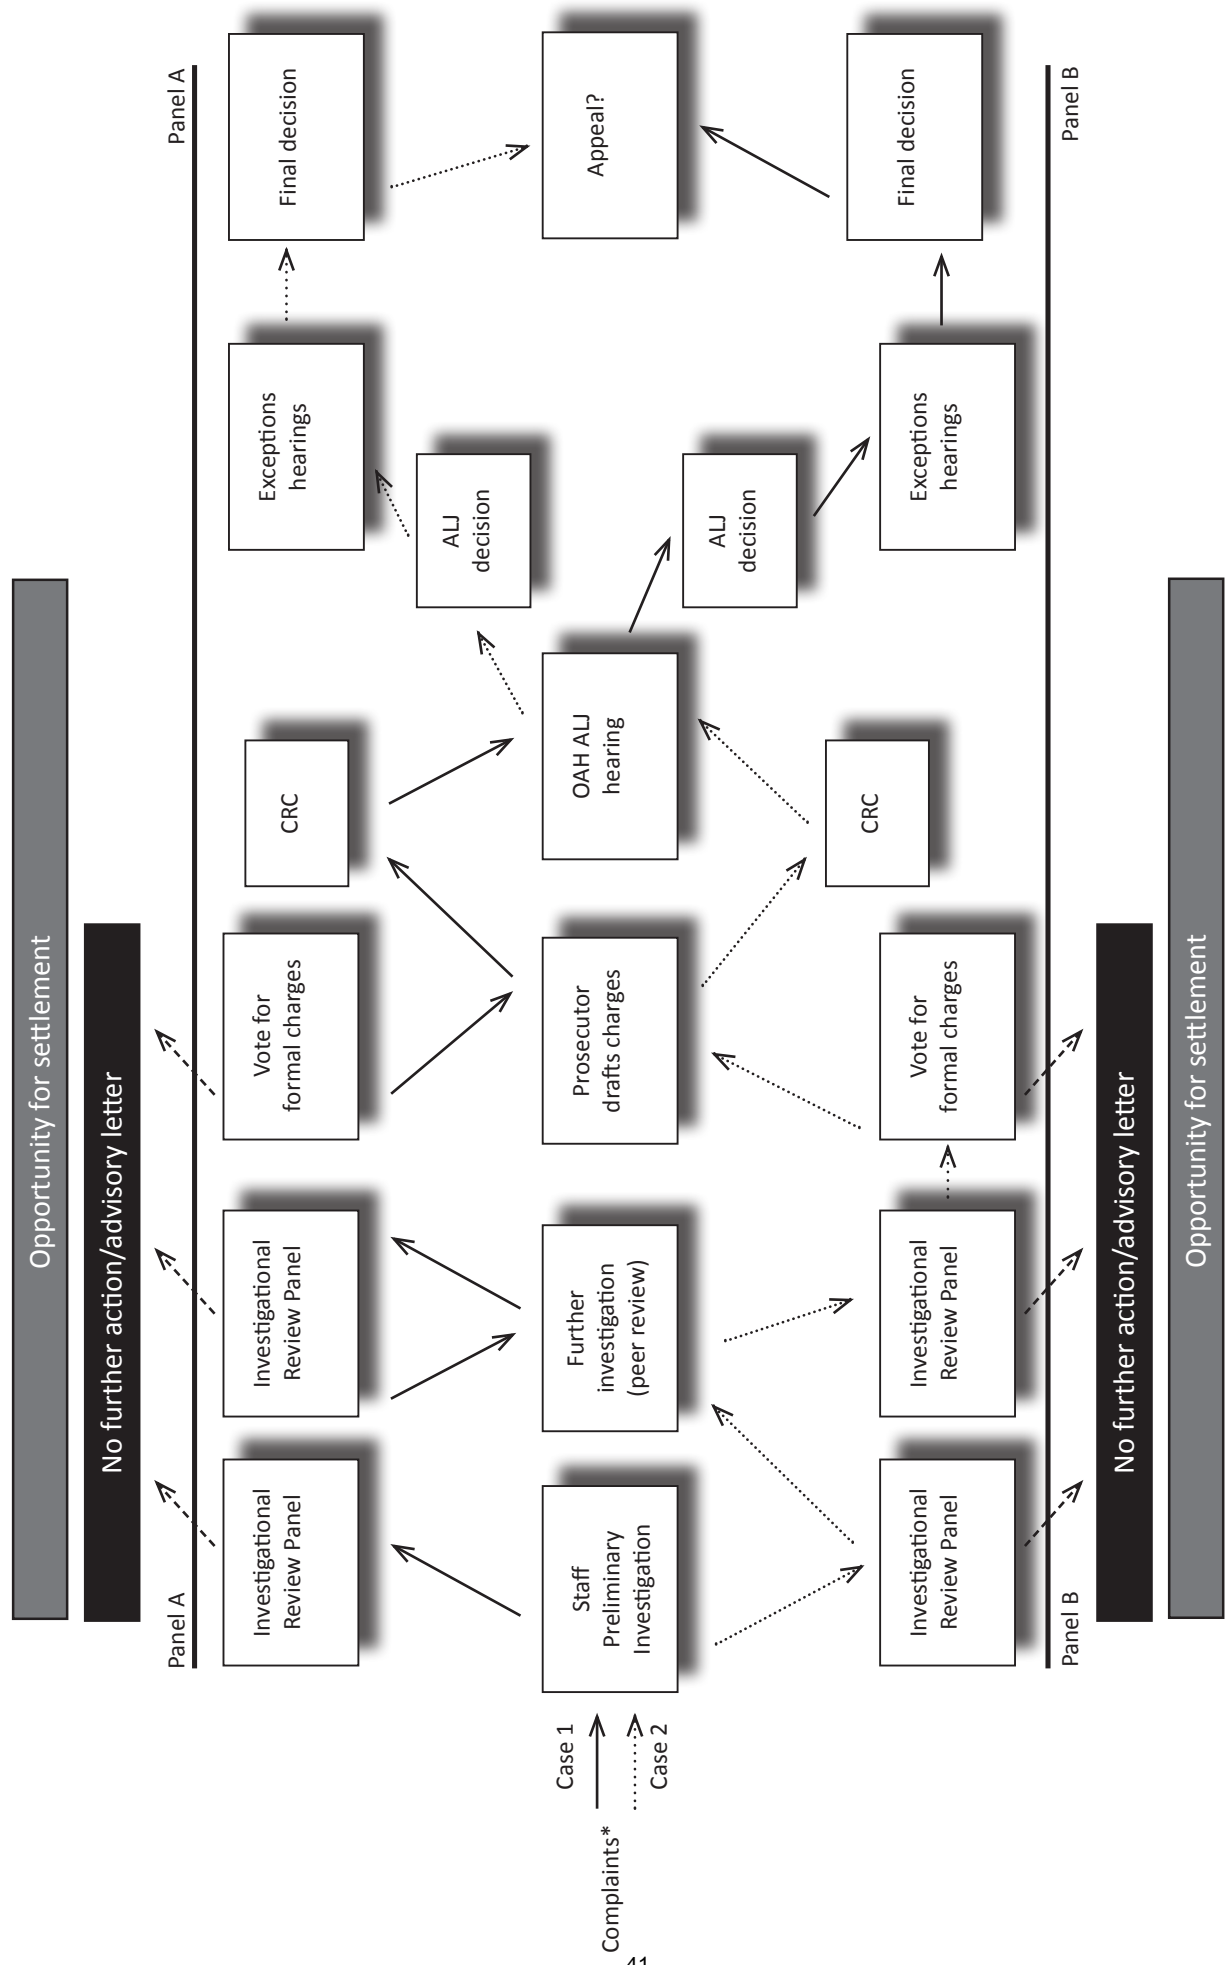 Opportunity for settlement
No further action/advisory letter
Panel A
Panel A
Investigational
Review Panel
Investigational
Review Panel
Vote for
formal charges
CRC
Exceptions
hearings
Final decision
ALJ
decision
Complaints*
Case 1
Case 2
Staff
Preliminary
Investigation
Further
investigation
(peer review)
Prosecutor
drafts charges
OAH ALJ
hearing
Appeal?
ALJ
decision
Investigational
Review Panel
Investigational
Review Panel
Vote for
formal charges
CRC
Exceptions
hearings
Final decision
Panel B
Panel B
No further action/advisory letter
Opportunity for settlement
41